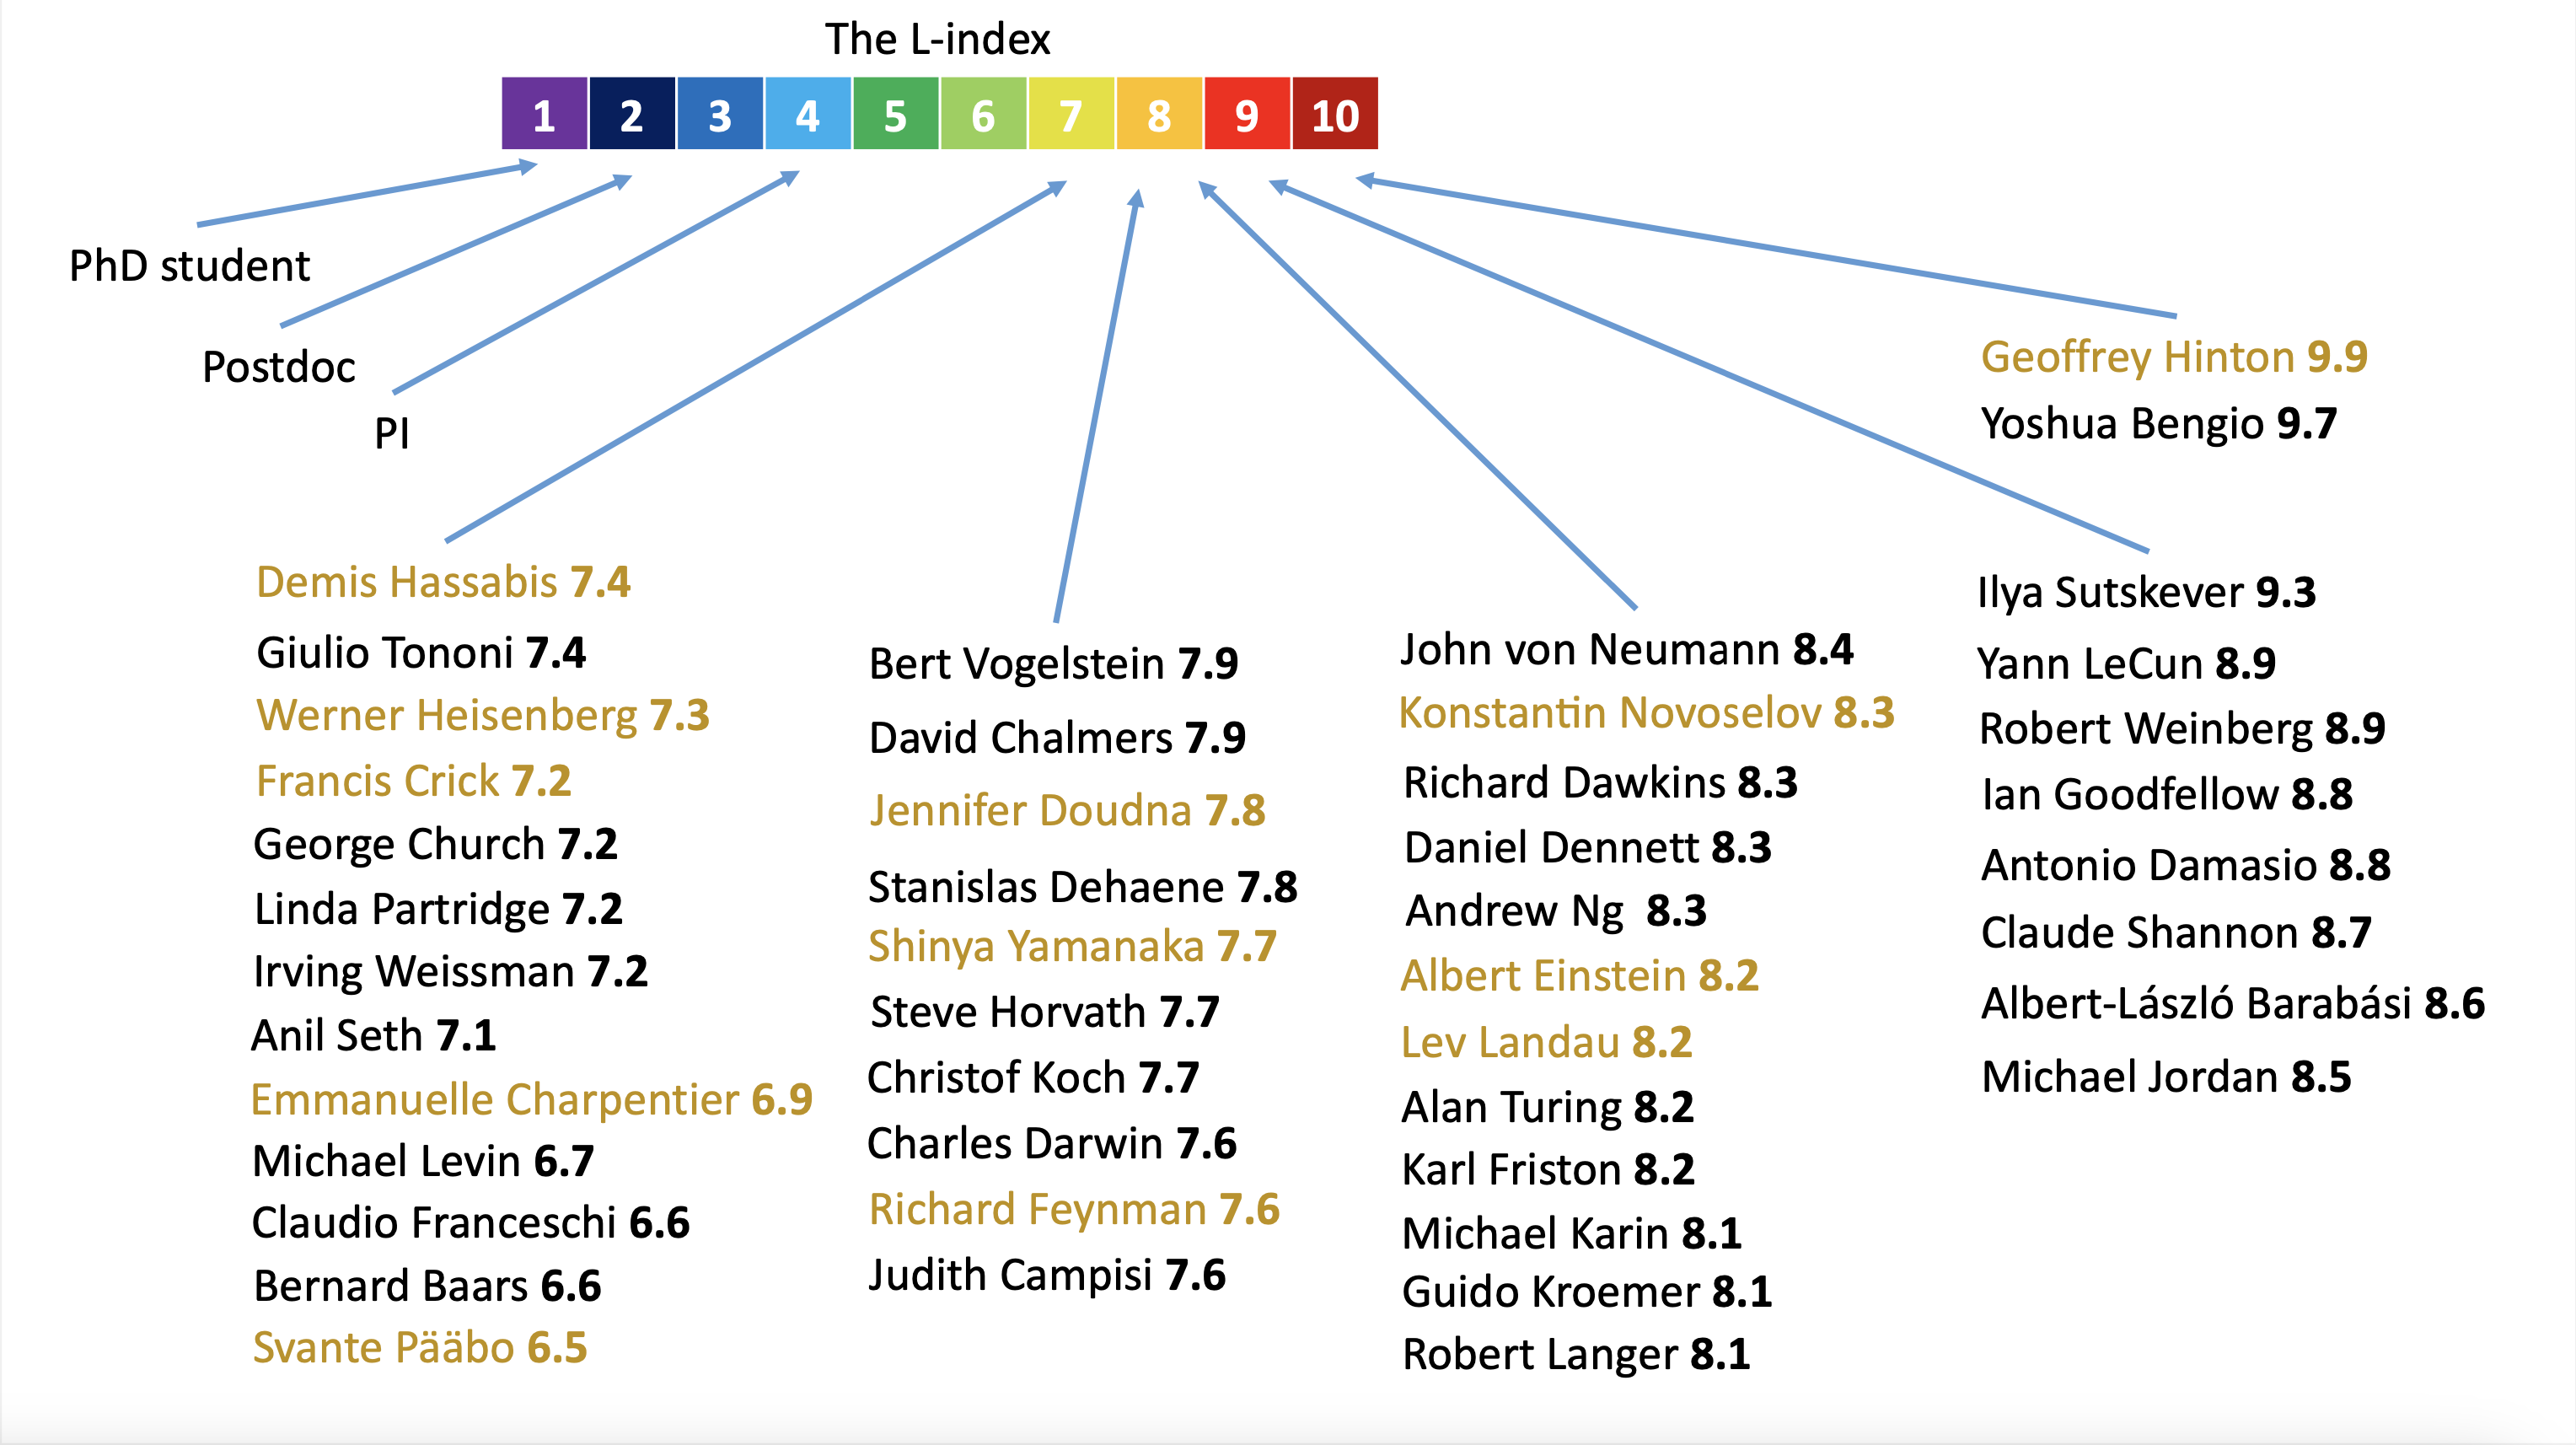 The L-index
1 2 3 4 5 6 7 8 9 10
PhD student
Postdoc
PI
Demis Hassabis 7.4
Giulio Tononi 7.4
Werner Heisenberg 7.3
Francis Crick 7.2
George Church 7.2
Linda Partridge 7.2
Irving Weissman 7.2
Anil Seth 7.1
Emmanuelle Charpentier 6.9
Michael Levin 6.7
Claudio Franceschi 6.6
Bernard Baars 6.6
Svante Pääbo 6.5
Bert Vogelstein 7.9
David Chalmers 7.9
Jennifer Doudna 7.8
Stanislas Dehaene 7.8
Shinya Yamanaka 7.7
Steve Horvath 7.7
Christof Koch 7.7
Charles Darwin 7.6
Richard Feynman 7.6
Judith Campisi 7.6
John von Neumann 8.4
Konstantin Novoselov 8.3
Richard Dawkins 8.3
Daniel Dennett 8.3
Andrew Ng 8.3
Albert Einstein 8.2
Lev Landau 8.2
Alan Turing 8.2
Karl Friston 8.2
Michael Karin 8.1
Guido Kroemer 8.1
Robert Langer 8.1
Geoffrey Hinton 9.9
Yoshua Bengio 9.7
Ilya Sutskever 9.3
Yann LeCun 8.9
Robert Weinberg 8.9
Ian Goodfellow 8.8
Antonio Damasio 8.8
Claude Shannon 8.7
Albert-László Barabási 8.6
Michael Jordan 8.5